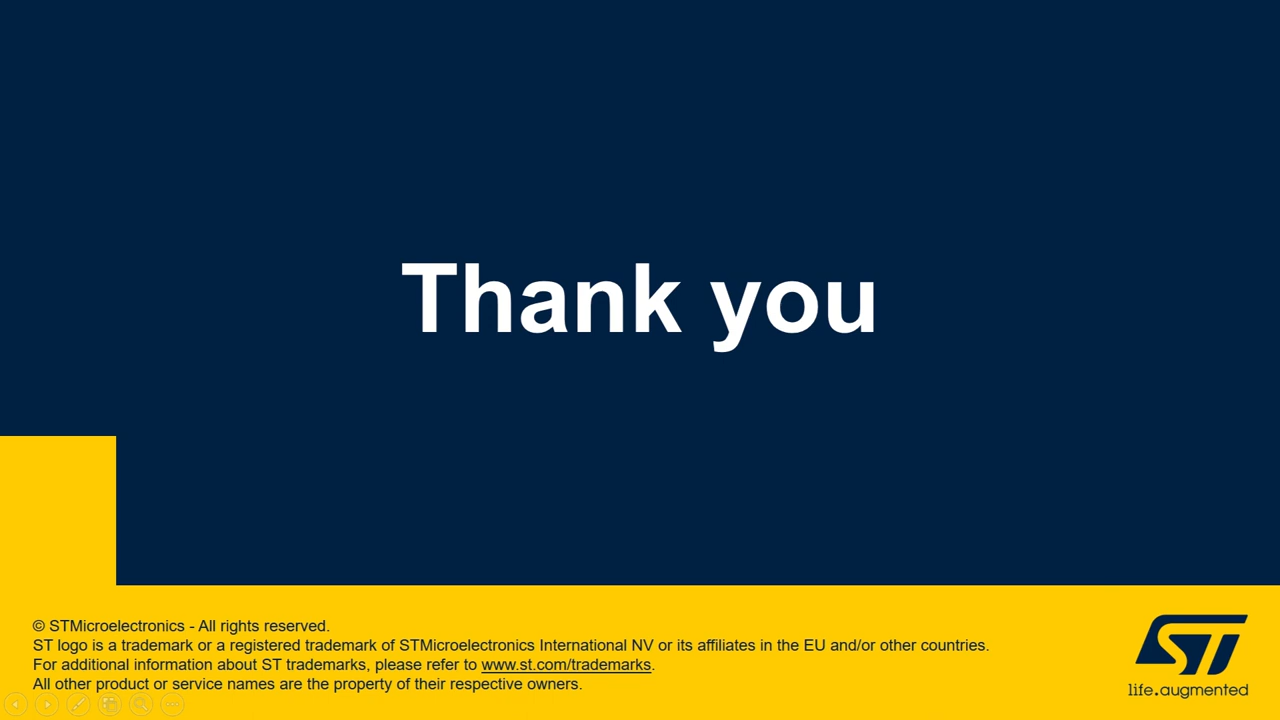 Thank you
© STMicroelectronics - All rights reserved.
ST logo is a trademark or a registered trademark of STMicroelectronics International NV or its affiliates in the EU and/or other countries.
For additional information about ST trademarks, please refer to www.st.com/trademarks.
All other product or service names are the property of their respective owners.
ST
life.augmented